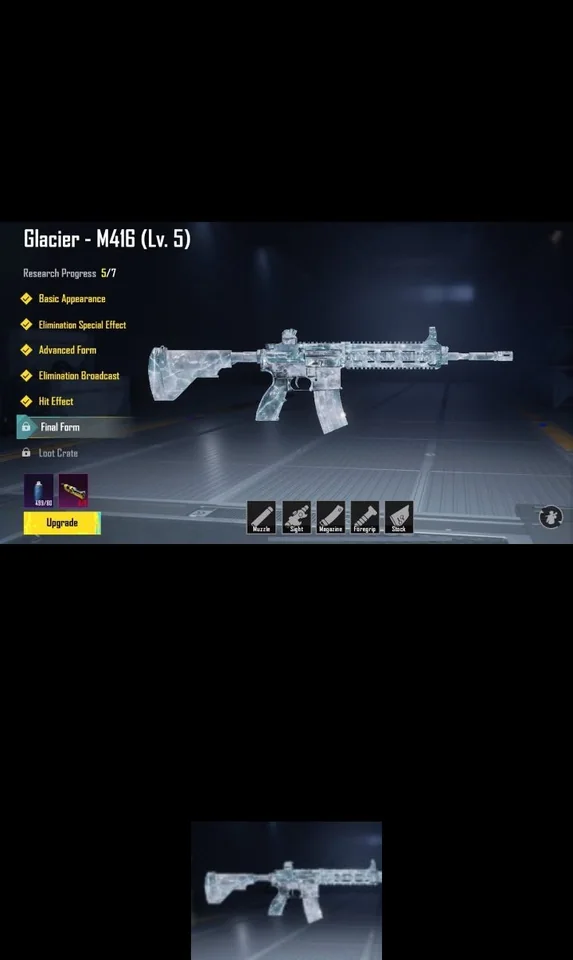 Glacier - M416 (Lv. 5)
Research Progress 5/7
Basic Appearance
Elimination Special Effect
Advanced Form
Elimination Broadcast
Hit Effect
Final Form
Loot Crate
Upgrade
Muzzle Sight Magazine Foregrip Stock